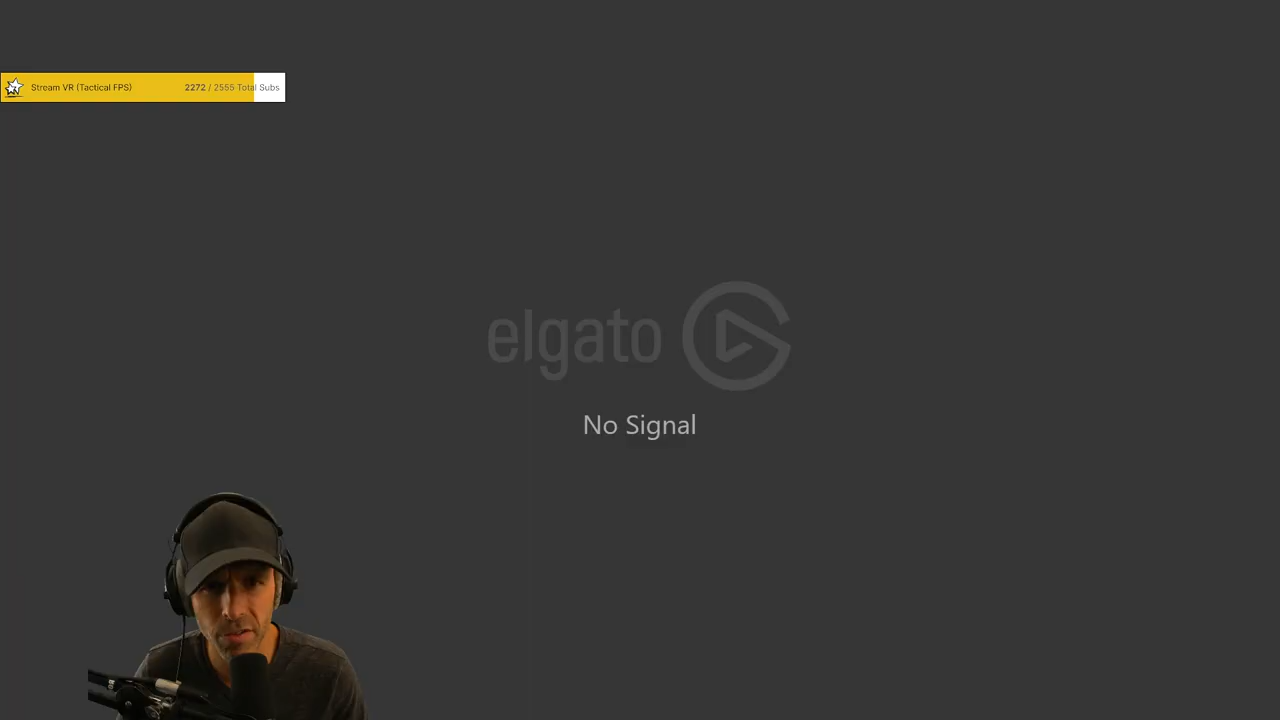 Stream VR (Tactical FPS) 2272 / 2555 Total Subs
elgato
No Signal